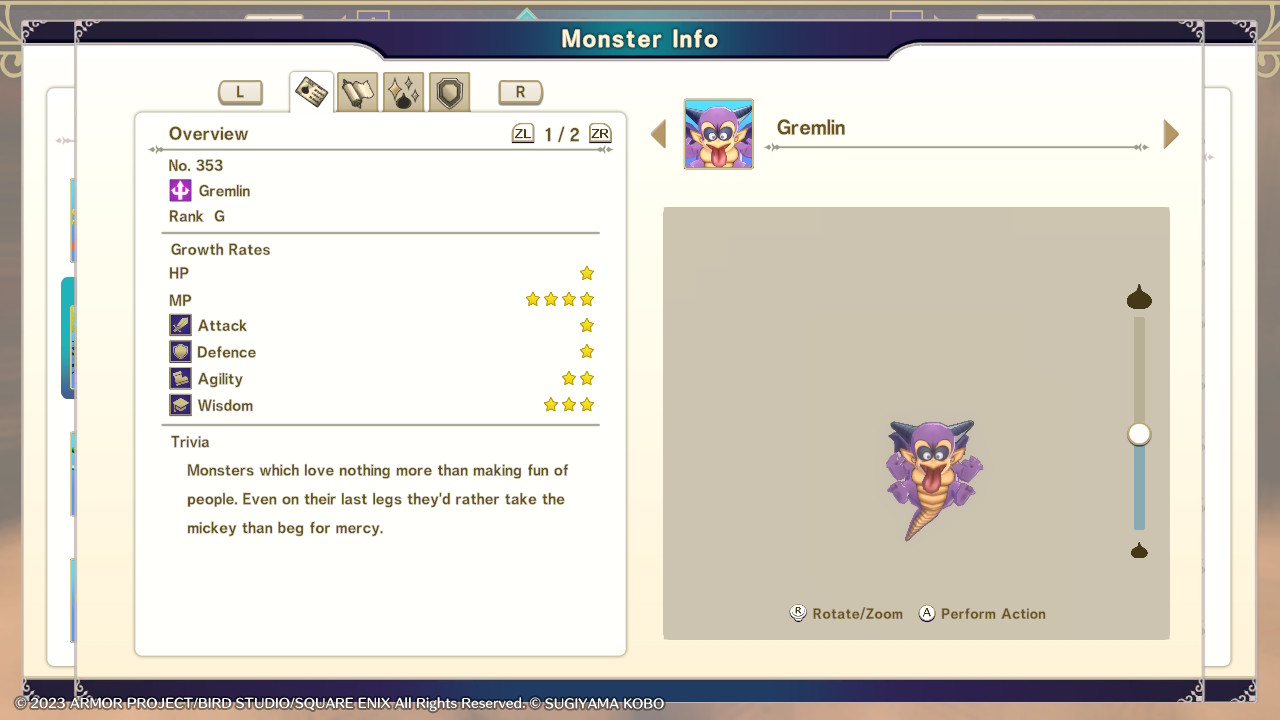 Monster Info
L
R
Overview
ZL 1 / 2 ZR
No. 353
Gremlin
Rank G
Growth Rates
HP
MP
Attack
Defence
Agility
Wisdom
Trivia
Monsters which love nothing more than making fun of
people. Even on their last legs they'd rather take the
mickey than beg for mercy.
Gremlin
R Rotate/Zoom A Perform Action
© 2023 ARMOR PROJECT/BIRD STUDIO/SQUARE ENIX All Rights Reserved. © SUGIYAMA KOBO